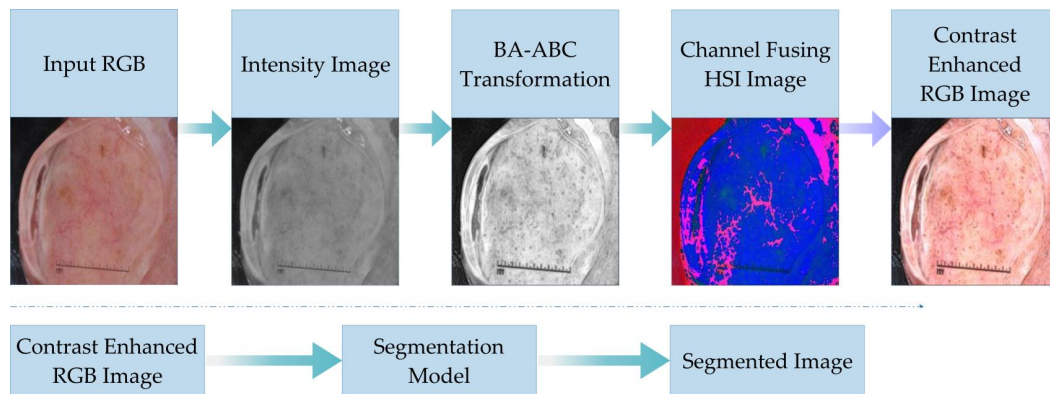 Input RGB
Intensity Image
BA-ABC
Transformation
Channel Fusing
HSI Image
Contrast
Enhanced
RGB Image
Contrast Enhanced
RGB Image
Segmentation
Model
Segmented Image